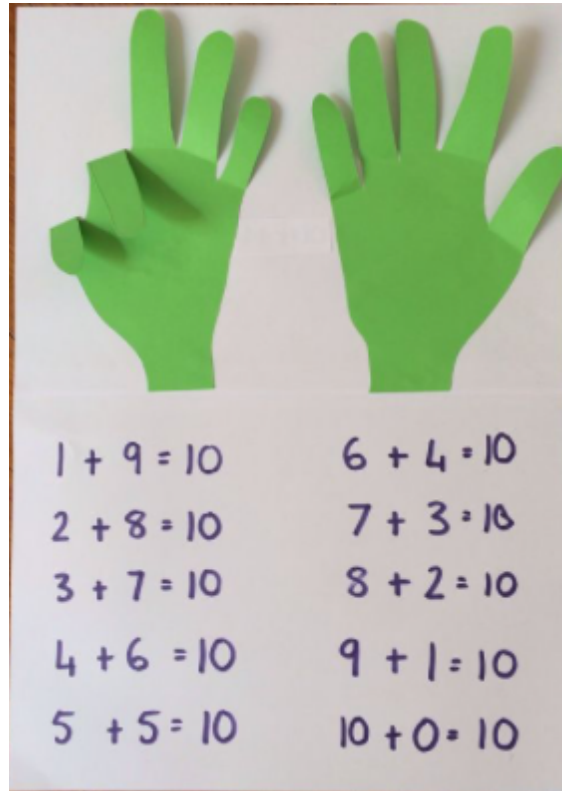 1 + 9 = 10
2 + 8 = 10
3 + 7 = 10
4 + 6 = 10
5 + 5 = 10
6 + 4 = 10
7 + 3 = 10
8 + 2 = 10
9 + 1 = 10
10 + 0 = 10